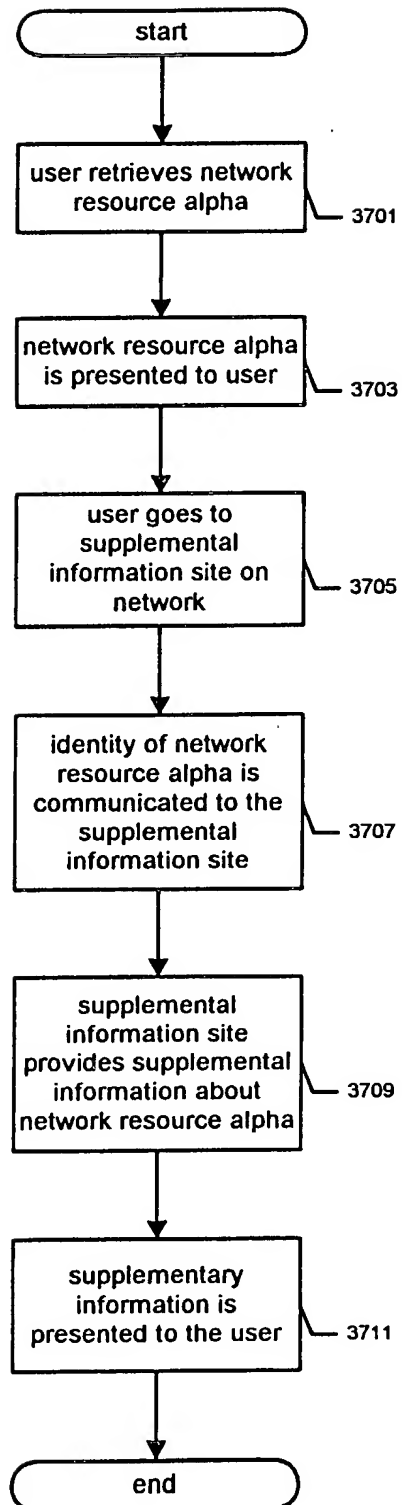 start
user retrieves network
resource alpha
3701
network resource alpha
is presented to user
3703
user goes to
supplemental
information site on
network
3705
identity of network
resource alpha is
communicated to the
supplemental
information site
3707
supplemental
information site
provides supplemental
information about
network resource alpha
3709
supplementary
information is
presented to the user
3711
end